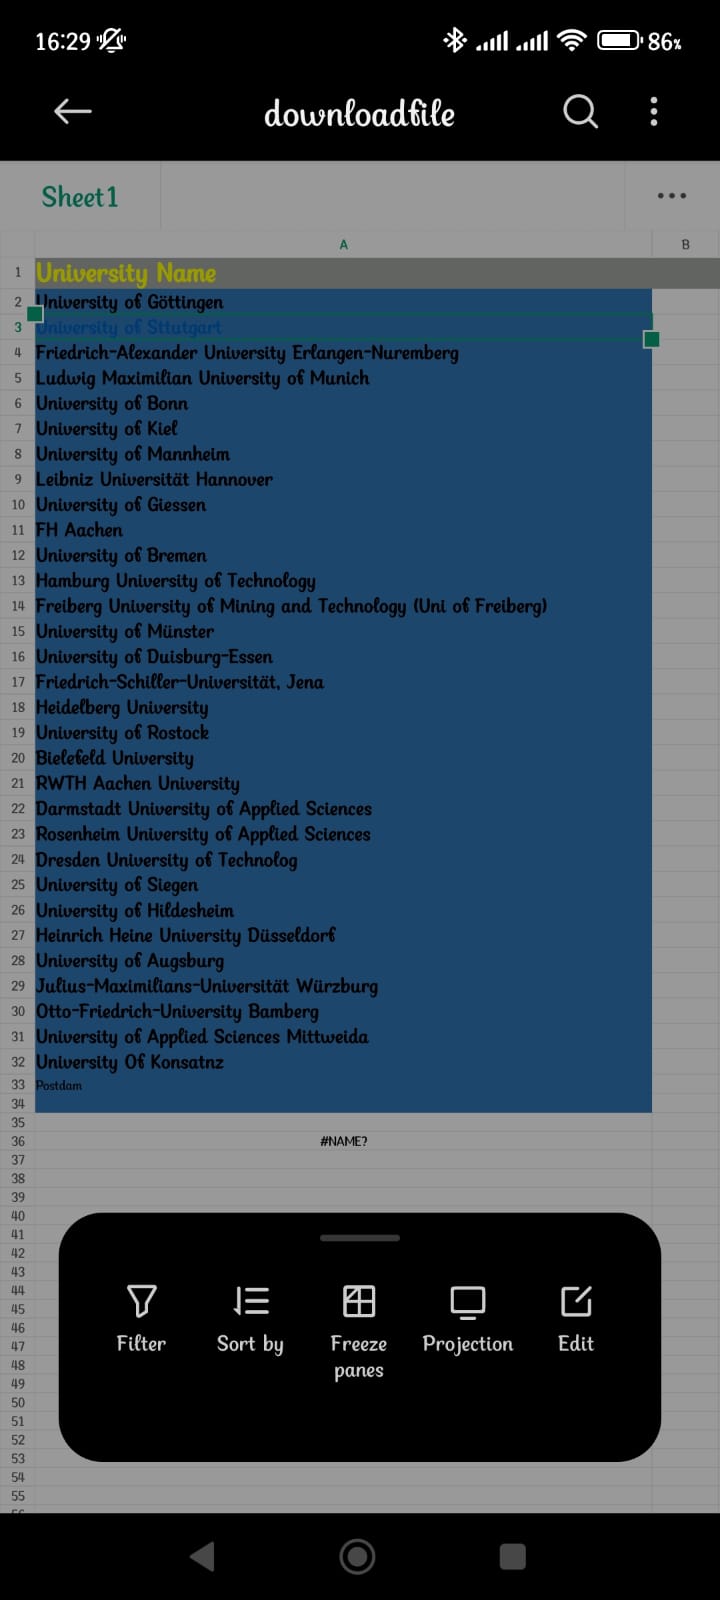 16:29 86%
downloadfile
Sheet1
A B
1 University Name
2 University of Göttingen
3 University of Sttutgart
4 Friedrich-Alexander University Erlangen-Nuremberg
5 Ludwig Maximilian University of Munich
6 University of Bonn
7 University of Kiel
8 University of Mannheim
9 Leibniz Universität Hannover
10 University of Giessen
11 FH Aachen
12 University of Bremen
13 Hamburg University of Technology
14 Freiberg University of Mining and Technology (Uni of Freiberg)
15 University of Münster
16 University of Duisburg-Essen
17 Friedrich-Schiller-Universität, Jena
18 Heidelberg University
19 University of Rostock
20 Bielefeld University
21 RWTH Aachen University
22 Darmstadt University of Applied Sciences
23 Rosenheim University of Applied Sciences
24 Dresden University of Technolog
25 University of Siegen
26 University of Hildesheim
27 Heinrich Heine University Düsseldorf
28 University of Augsburg
29 Julius-Maximilians-Universität Würzburg
30 Otto-Friedrich-University Bamberg
31 University of Applied Sciences Mittweida
32 University Of Konsatnz
33 Postdam
34
35
36 #NAME?
37
38
39
40
41
42
43
44
45
46
47
48
49
50
51
52
53
54
55
Filter Sort by Freeze panes Projection Edit